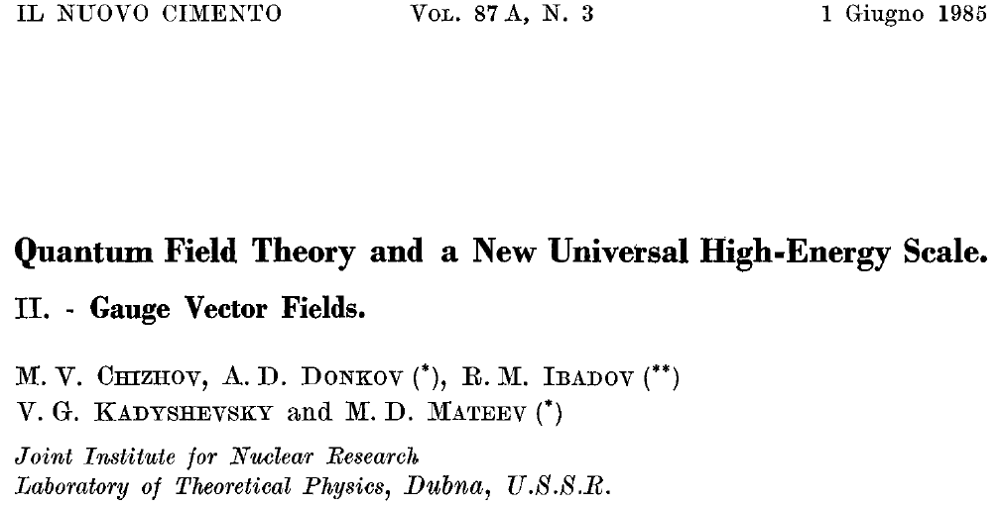 IL NUOVO CIMENTO VOL. 87 A, N. 3 1 Giugno 1985
Quantum Field Theory and a New Universal High-Energy Scale.
II. - Gauge Vector Fields.
M. V. CHIZHOV, A. D. DONKOV (*), R. M. IBADOV (**)
V. G. KADYSHEVSKY and M. D. MATEEV (*)
Joint Institute for Nuclear Research
Laboratory of Theoretical Physics, Dubna, U.S.S.R.